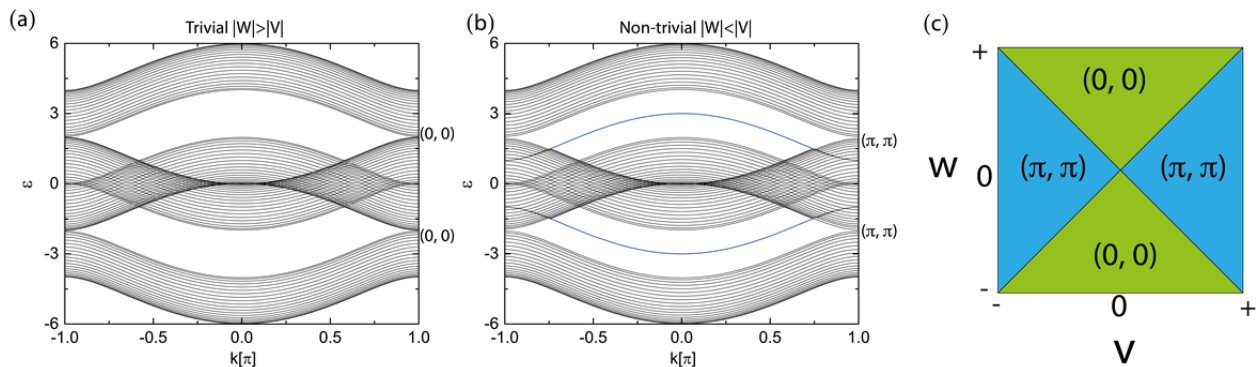 (a)
Trivial |W|>|V|
6
3
0
-3
-6
ε
-1.0 -0.5 0.0 0.5 1.0
k[π]
(0, 0)
(0, 0)
(b)
Non-trivial |W|<|V|
6
3
0
-3
-6
ε
-1.0 -0.5 0.0 0.5 1.0
k[π]
(π, π)
(π, π)
(c)
+
(0, 0)
W 0 (π, π) (π, π)
(0, 0)
-
- 0 +
V